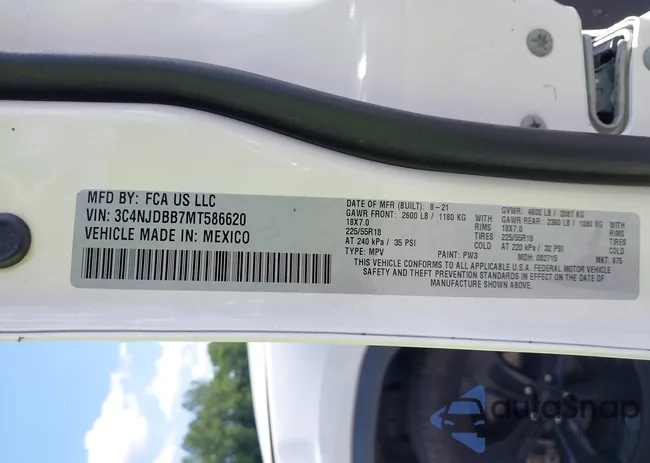 MFD BY: FCA US LLC
VIN: 3C4NJDBB7MT586620
VEHICLE MADE IN: MEXICO
DATE OF MFR (BUILT): 8-21
GAWR FRONT: 2600 LB / 1180 KG
18X7.0 RIMS
225/55R18 TIRES
AT 240 kPa / 35 PSI COLD
TYPE: MPV PAINT: PW3
GVWR: 4600 LB / 2087 KG
GAWR REAR: 2380 LB / 1080 KG
18X7.0 RIMS
225/55R18 TIRES
AT 220 kPa / 32 PSI COLD
MDH: 082715 MKT: 875
THIS VEHICLE CONFORMS TO ALL APPLICABLE U.S.A. FEDERAL MOTOR VEHICLE
SAFETY AND THEFT PREVENTION STANDARDS IN EFFECT ON THE DATE OF
MANUFACTURE SHOWN ABOVE.
autoSnap